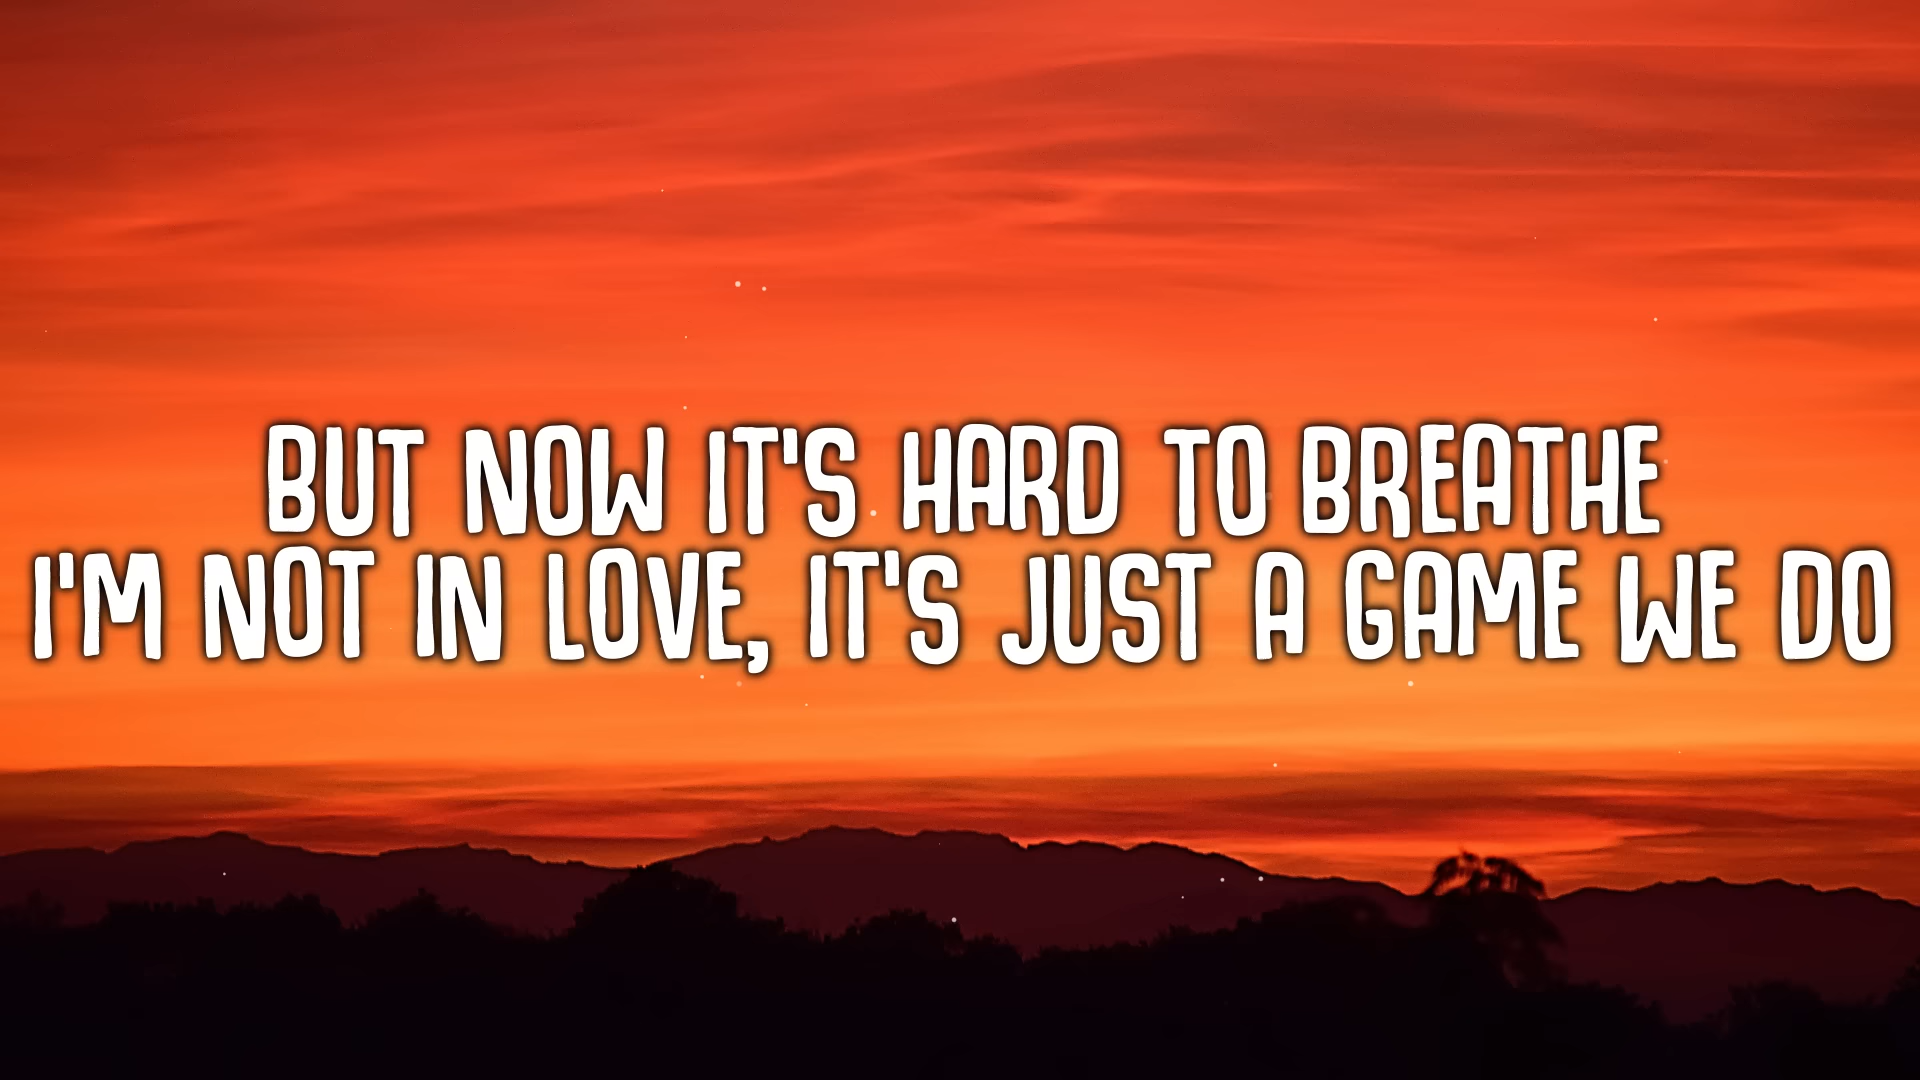 BUT NOW IT'S HARD TO BREATHE
I'M NOT IN LOVE, IT'S JUST A GAME WE DO